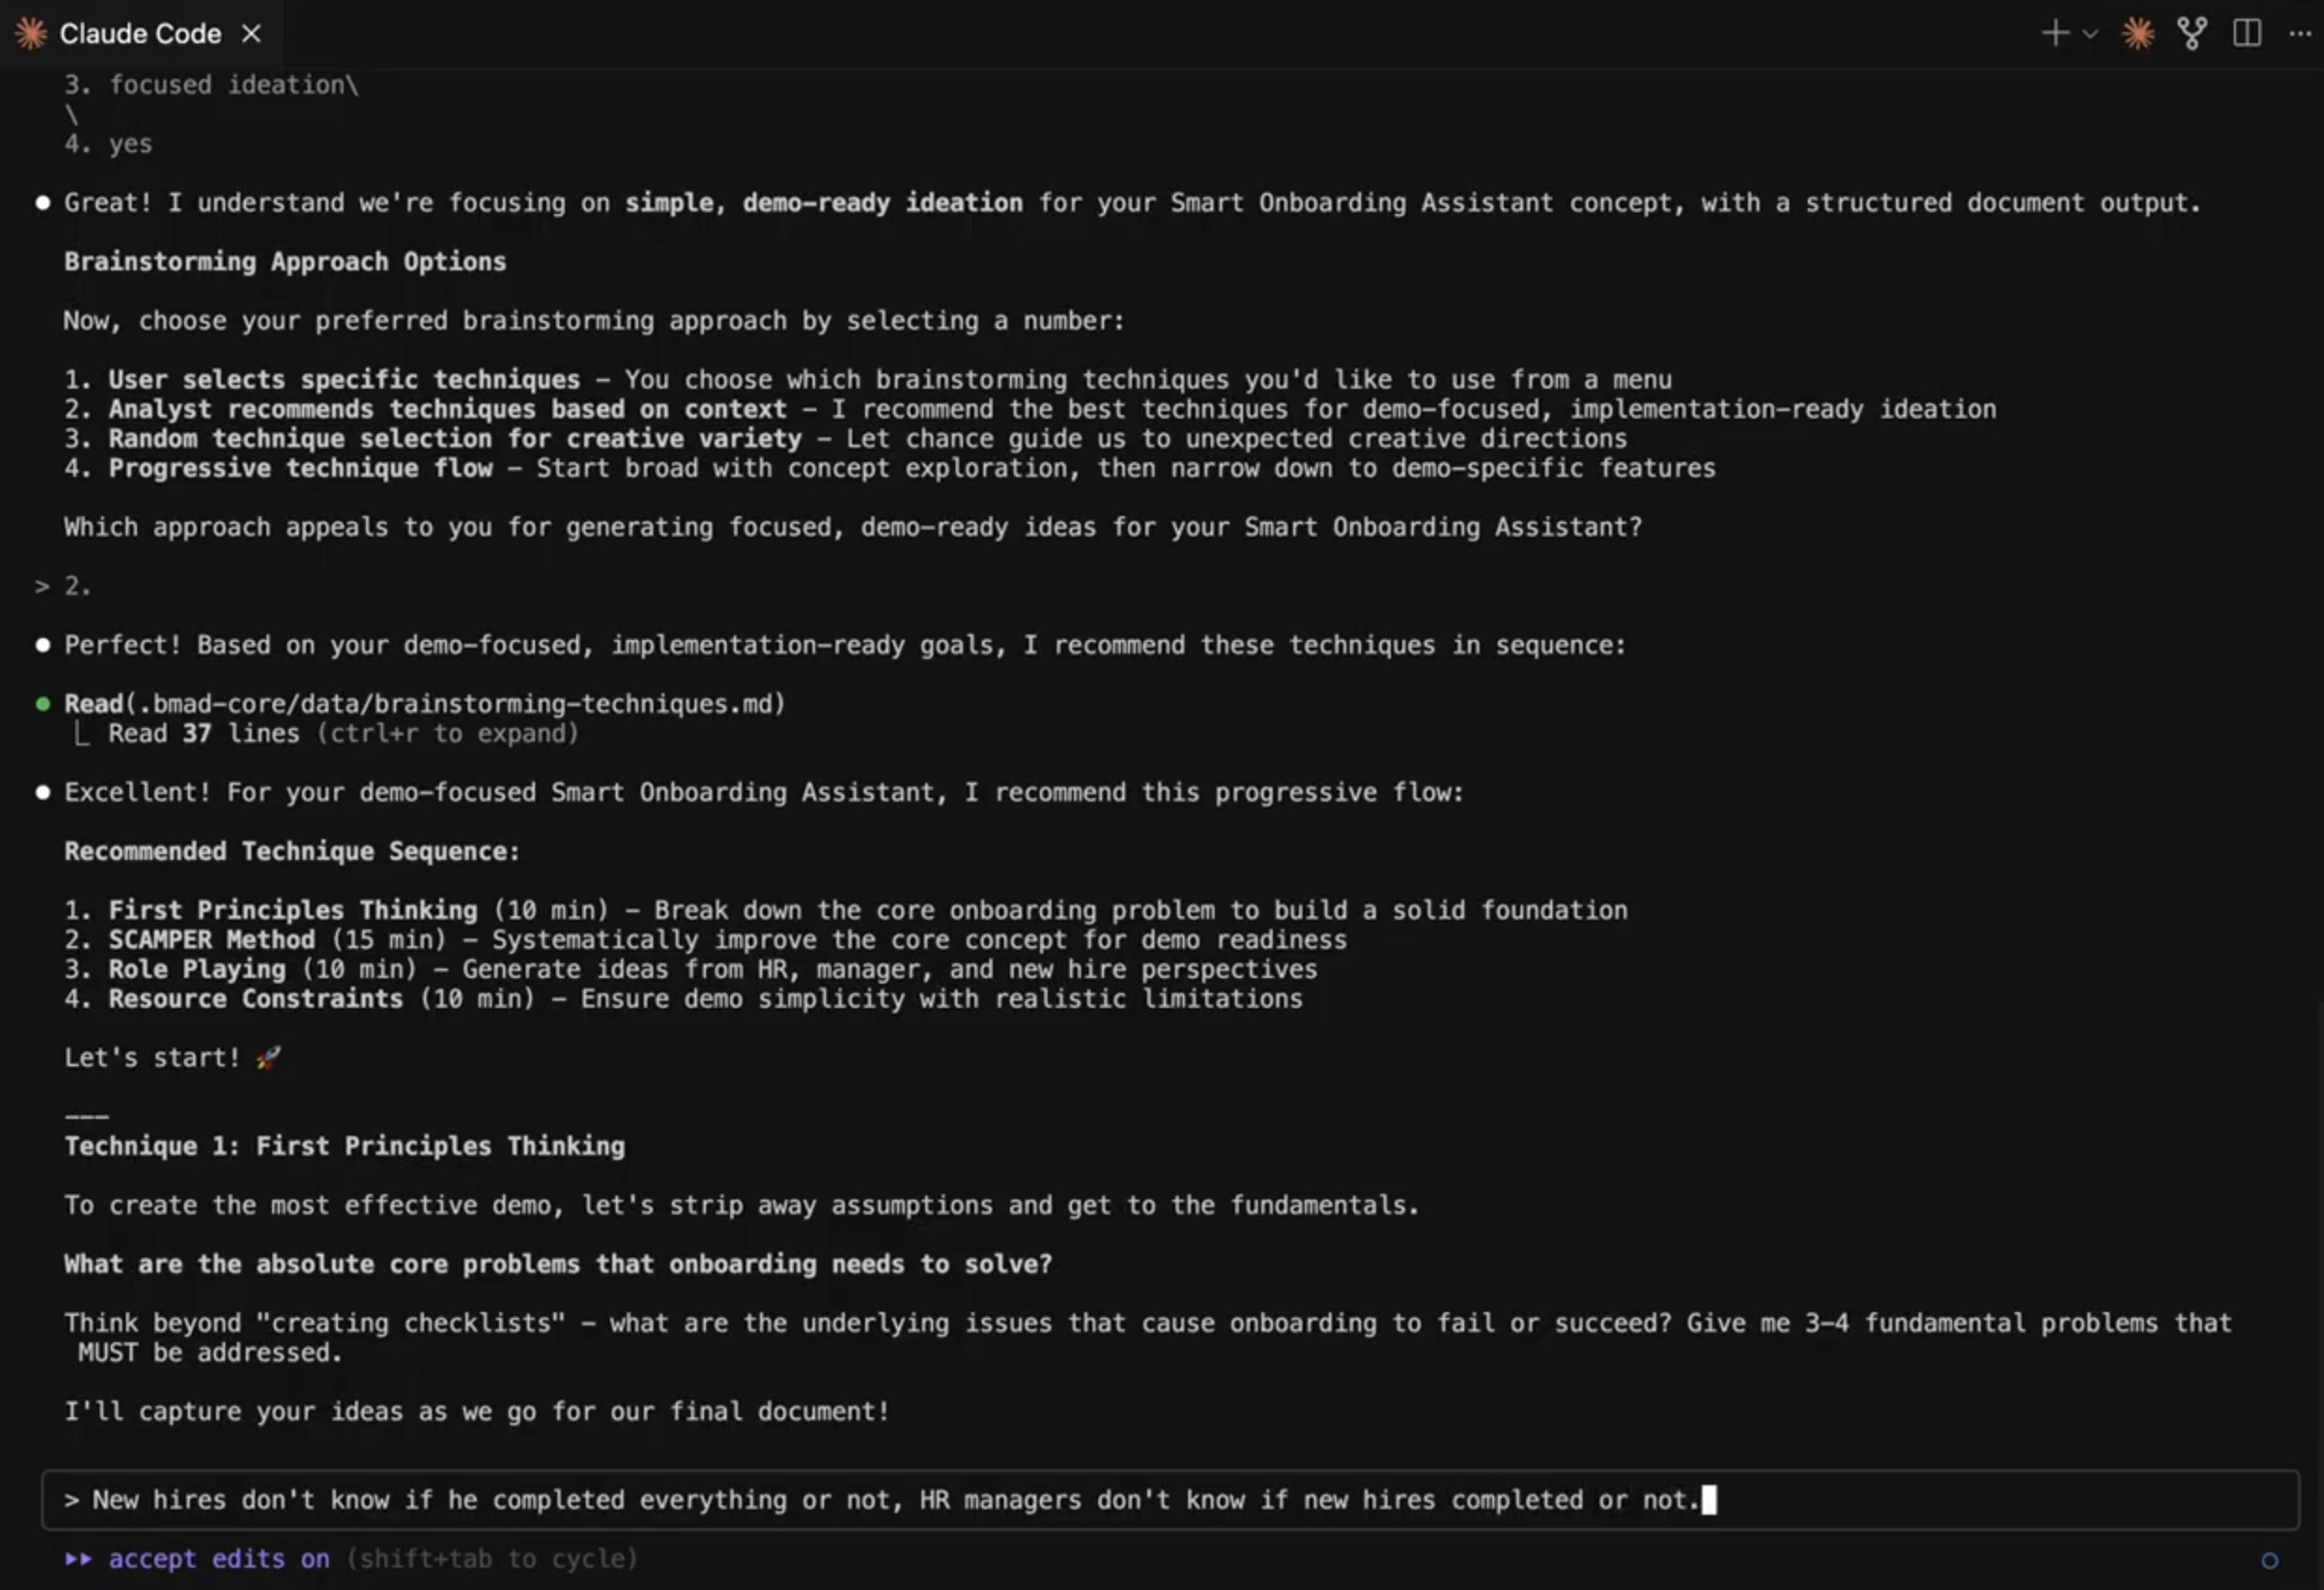 Claude Code
3. focused ideation\
\
4. yes
● Great! I understand we're focusing on simple, demo-ready ideation for your Smart Onboarding Assistant concept, with a structured document output.
Brainstorming Approach Options
Now, choose your preferred brainstorming approach by selecting a number:
1. User selects specific techniques – You choose which brainstorming techniques you'd like to use from a menu
2. Analyst recommends techniques based on context – I recommend the best techniques for demo-focused, implementation-ready ideation
3. Random technique selection for creative variety – Let chance guide us to unexpected creative directions
4. Progressive technique flow – Start broad with concept exploration, then narrow down to demo-specific features
Which approach appeals to you for generating focused, demo-ready ideas for your Smart Onboarding Assistant?
> 2.
● Perfect! Based on your demo-focused, implementation-ready goals, I recommend these techniques in sequence:
● Read(.bmad-core/data/brainstorming-techniques.md)
⎿ Read 37 lines (ctrl+r to expand)
● Excellent! For your demo-focused Smart Onboarding Assistant, I recommend this progressive flow:
Recommended Technique Sequence:
1. First Principles Thinking (10 min) – Break down the core onboarding problem to build a solid foundation
2. SCAMPER Method (15 min) – Systematically improve the core concept for demo readiness
3. Role Playing (10 min) – Generate ideas from HR, manager, and new hire perspectives
4. Resource Constraints (10 min) – Ensure demo simplicity with realistic limitations
Let's start! 🚀
---
Technique 1: First Principles Thinking
To create the most effective demo, let's strip away assumptions and get to the fundamentals.
What are the absolute core problems that onboarding needs to solve?
Think beyond "creating checklists" – what are the underlying issues that cause onboarding to fail or succeed? Give me 3-4 fundamental problems that
MUST be addressed.
I'll capture your ideas as we go for our final document!
> New hires don't know if he completed everything or not, HR managers don't know if new hires completed or not.
⏵⏵ accept edits on (shift+tab to cycle)